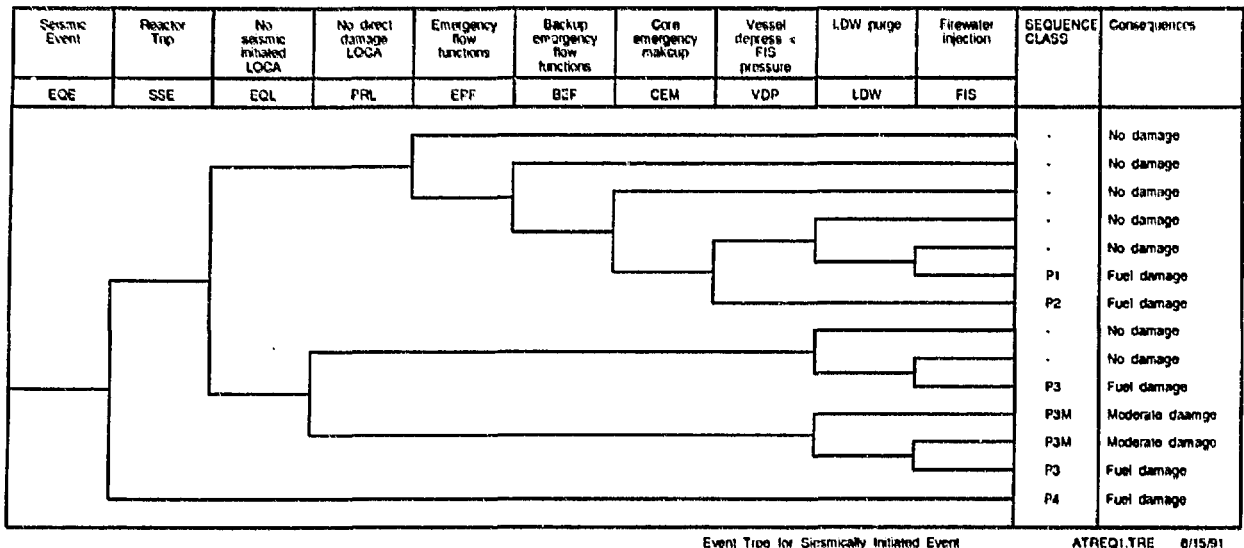 Seismic Event
Reactor Trip
No seismic initiated LOCA
No direct damage LOCA
Emergency flow functions
Backup emergency flow functions
Core emergency makeup
Vessel depress < FIS pressure
LDW purge
Firewater injection
SEQUENCE CLASS
Consequences
EQE SSE EQL PRL EFF BEF CEM VDP LDW FIS
- No damage
- No damage
- No damage
- No damage
- No damage
P1 Fuel damage
P2 Fuel damage
- No damage
- No damage
P3 Fuel damage
P3M Moderate daamge
P3M Moderate damage
P3 Fuel damage
P4 Fuel damage
Event Tree for Siesmically Initiated Event ATREQ1.TRE 8/15/91